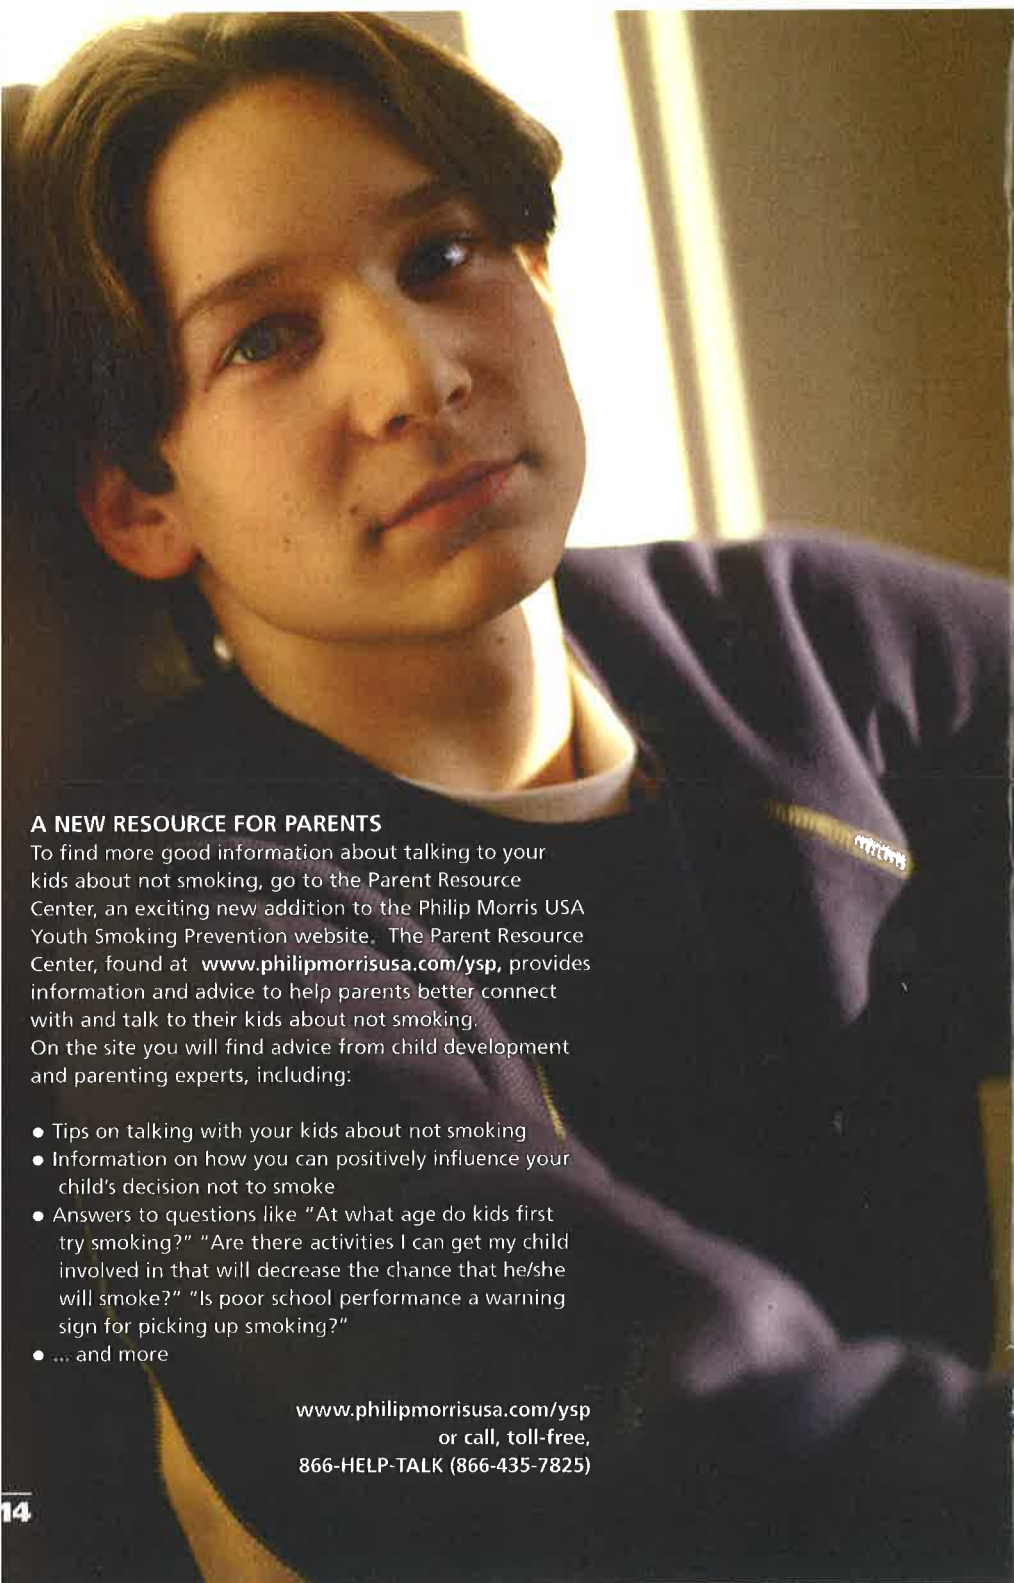 A NEW RESOURCE FOR PARENTS
To find more good information about talking to your
kids about not smoking, go to the Parent Resource
Center, an exciting new addition to the Philip Morris USA
Youth Smoking Prevention website. The Parent Resource
Center, found at www.philipmorrisusa.com/ysp, provides
information and advice to help parents better connect
with and talk to their kids about not smoking.
On the site you will find advice from child development
and parenting experts, including:
● Tips on talking with your kids about not smoking
● Information on how you can positively influence your
child's decision not to smoke
● Answers to questions like "At what age do kids first
try smoking?" "Are there activities I can get my child
involved in that will decrease the chance that he/she
will smoke?" "Is poor school performance a warning
sign for picking up smoking?"
● ... and more
www.philipmorrisusa.com/ysp
or call, toll-free,
866-HELP-TALK (866-435-7825)
14